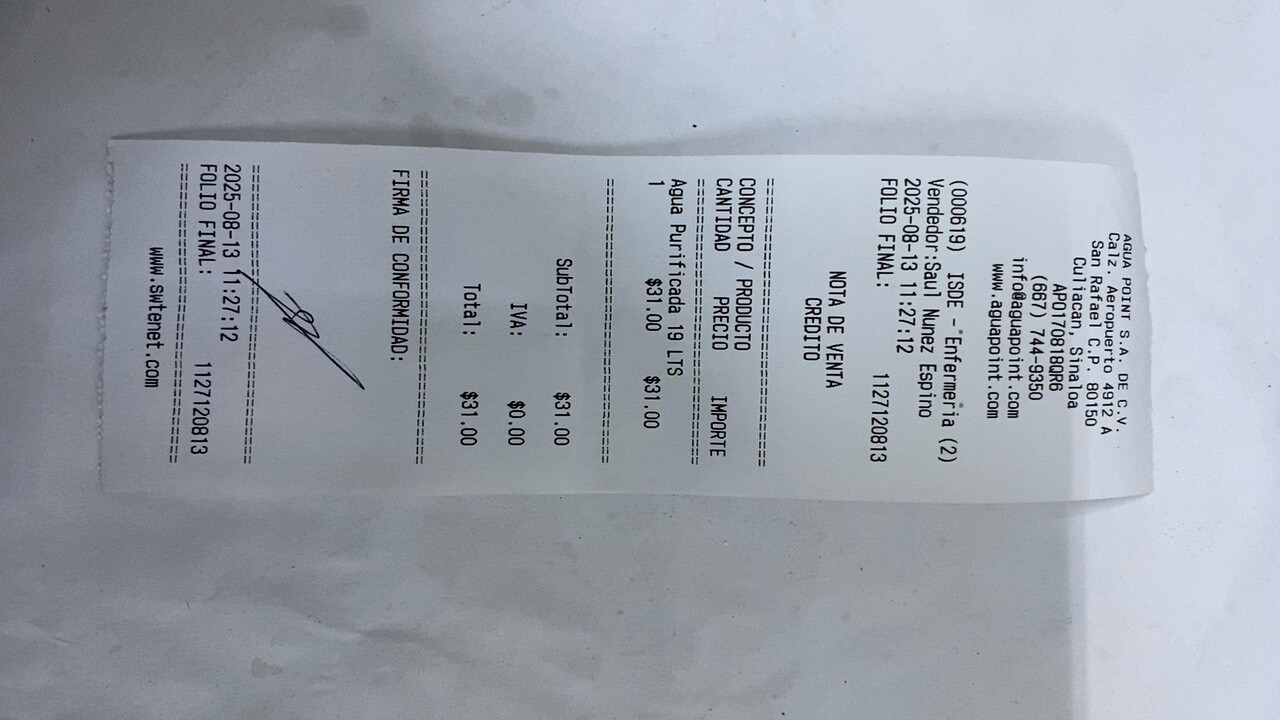 AGUA POINT S.A. DE C.V.
Calz. Aeropuerto 4912 A
San Rafael C.P. 80150
Culiacan, Sinaloa
APO170818QR6
(667) 744-9350
info@aguapoint.com
www.aguapoint.com
(000619) ISDE - Enfermeria (2)
Vendedor:Saul Nunez Espino
2025-08-13 11:27:12
FOLIO FINAL: 1127120813
NOTA DE VENTA
CREDITO
==============================
CONCEPTO / PRODUCTO
CANTIDAD PRECIO IMPORTE
==============================
Agua Purificada 19 LTS
1 $31.00 $31.00
==============================
SubTotal: $31.00
IVA: $0.00
Total: $31.00
==============================
FIRMA DE CONFORMIDAD:
==============================
2025-08-13 11:27:12
FOLIO FINAL: 1127120813
==============================
www.swtenet.com